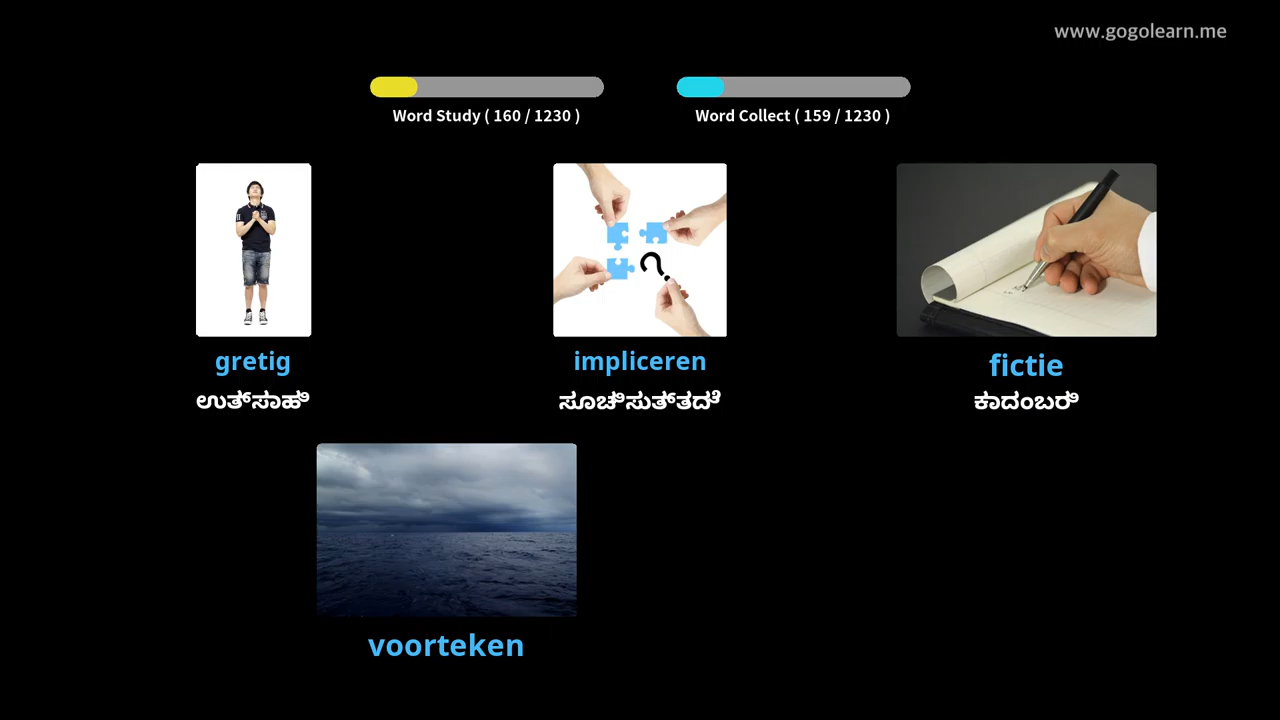 www.gogolearn.me
Word Study ( 160 / 1230 )
Word Collect ( 159 / 1230 )
gretig
impliceren
fictie
ಉತ್ಸಾಹಿ
ಸೂಚಿಸುತ್ತದೆ
ಕಾದಂಬರಿ
voorteken